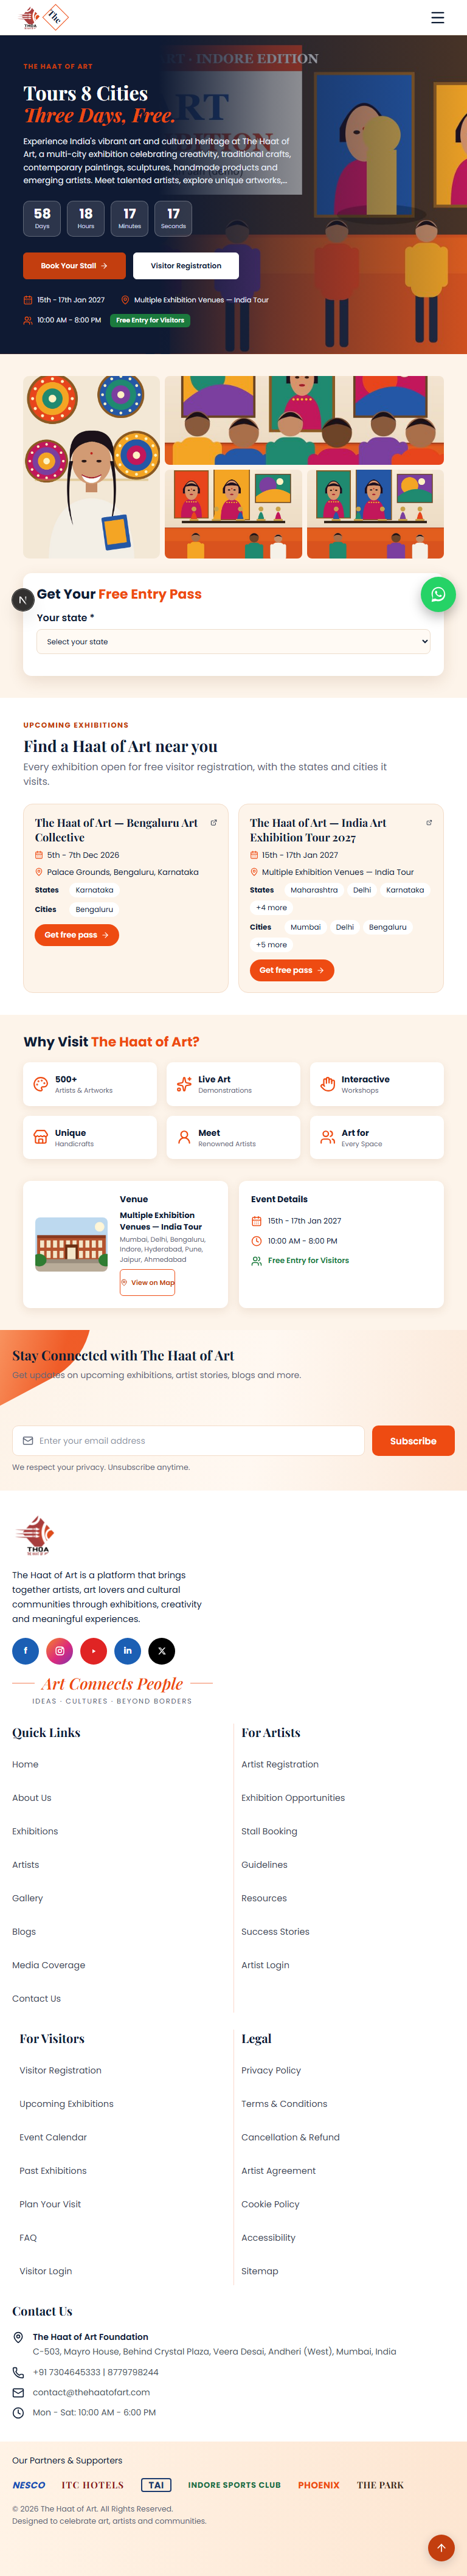 THOA
The
THE HAAT OF ART
Tours 8 Cities
Three Days, Free.
Experience India's vibrant art and cultural heritage at The Haat of
Art, a multi-city exhibition celebrating creativity, traditional crafts,
contemporary paintings, sculptures, handmade products and
emerging artists. Meet talented artists, explore unique artworks,...
RT - INDORE EDITION
RT
BITION
58
Days
18
Hours
17
Minutes
17
Seconds
Book Your Stall
Visitor Registration
15th - 17th Jan 2027
Multiple Exhibition Venues — India Tour
10:00 AM - 8:00 PM
Free Entry for Visitors
N
Get Your Free Entry Pass
Your state *
Select your state
UPCOMING EXHIBITIONS
Find a Haat of Art near you
Every exhibition open for free visitor registration, with the states and cities it
visits.
The Haat of Art — Bengaluru Art
Collective
5th - 7th Dec 2026
Palace Grounds, Bengaluru, Karnataka
States Karnataka
Cities Bengaluru
Get free pass
The Haat of Art — India Art
Exhibition Tour 2027
15th - 17th Jan 2027
Multiple Exhibition Venues — India Tour
States Maharashtra Delhi Karnataka
+4 more
Cities Mumbai Delhi Bengaluru
+5 more
Get free pass
Why Visit The Haat of Art?
500+
Artists & Artworks
Live Art
Demonstrations
Interactive
Workshops
Unique
Handicrafts
Meet
Renowned Artists
Art for
Every Space
Venue
Multiple Exhibition
Venues — India Tour
Mumbai, Delhi, Bengaluru,
Indore, Hyderabad, Pune,
Jaipur, Ahmedabad
View on Map
Event Details
15th - 17th Jan 2027
10:00 AM - 8:00 PM
Free Entry for Visitors
Stay Connected with The Haat of Art
Get updates on upcoming exhibitions, artist stories, blogs and more.
Enter your email address
Subscribe
We respect your privacy. Unsubscribe anytime.
THOA
THE HAAT OF ART
The Haat of Art is a platform that brings
together artists, art lovers and cultural
communities through exhibitions, creativity
and meaningful experiences.
f
in
X
Art Connects People
IDEAS · CULTURES · BEYOND BORDERS
Quick Links
Home
About Us
Exhibitions
Artists
Gallery
Blogs
Media Coverage
Contact Us
For Artists
Artist Registration
Exhibition Opportunities
Stall Booking
Guidelines
Resources
Success Stories
Artist Login
For Visitors
Visitor Registration
Upcoming Exhibitions
Event Calendar
Past Exhibitions
Plan Your Visit
FAQ
Visitor Login
Legal
Privacy Policy
Terms & Conditions
Cancellation & Refund
Artist Agreement
Cookie Policy
Accessibility
Sitemap
Contact Us
The Haat of Art Foundation
C-503, Mayro House, Behind Crystal Plaza, Veera Desai, Andheri (West), Mumbai, India
+91 7304645333 | 8779798244
contact@thehaatofart.com
Mon - Sat: 10:00 AM - 6:00 PM
Our Partners & Supporters
NESCO ITC HOTELS TAI INDORE SPORTS CLUB PHOENIX THE PARK
© 2026 The Haat of Art. All Rights Reserved.
Designed to celebrate art, artists and communities.